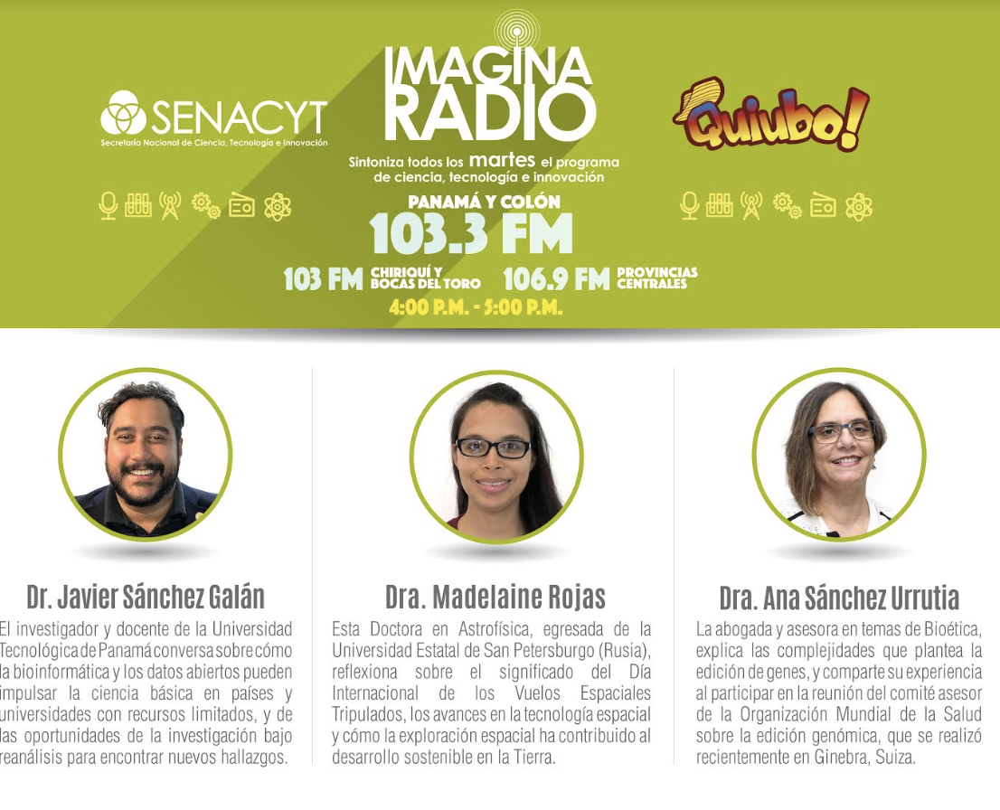 SENACYT
Secretaría Nacional de Ciencia, Tecnología e Innovación
IMAGINA
RADIO
Quiubo!
Sintoniza todos los martes el programa
de ciencia, tecnología e innovación
PANAMÁ Y COLÓN
103.3 FM
103 FM CHIRIQUÍ Y
BOCAS DEL TORO
106.9 FM PROVINCIAS
CENTRALES
4:00 P.M. - 5:00 P.M.
Dr. Javier Sánchez Galán
El investigador y docente de la Universidad
Tecnológica de Panamá conversa sobre cómo
la bioinformática y los datos abiertos pueden
impulsar la ciencia básica en países y
universidades con recursos limitados, y de
las oportunidades de la investigación bajo
reanálisis para encontrar nuevos hallazgos.
Dra. Madelaine Rojas
Esta Doctora en Astrofísica, egresada de la
Universidad Estatal de San Petersburgo (Rusia),
reflexiona sobre el significado del Día
Internacional de los Vuelos Espaciales
Tripulados, los avances en la tecnología espacial
y cómo la exploración espacial ha contribuido al
desarrollo sostenible en la Tierra.
Dra. Ana Sánchez Urrutia
La abogada y asesora en temas de Bioética,
explica las complejidades que plantea la
edición de genes, y comparte su experiencia
al participar en la reunión del comité asesor
de la Organización Mundial de la Salud
sobre la edición genómica, que se realizó
recientemente en Ginebra, Suiza.